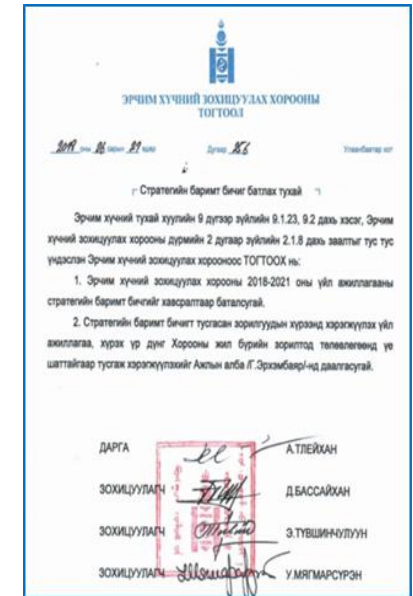 ЭРЧИМ ХҮЧНИЙ ЗОХИЦУУЛАХ ХОРООНЫ
ТОГТООЛ
оны сарын өдөр Дугаар 256 Улаанбаатар хот
Стратегийн баримт бичиг батлах тухай
Эрчим хүчний тухай хуулийн 9 дүгээр зүйлийн 9.1.23, 9.2 дахь хэсэг, Эрчим
хүчний зохицуулах хорооны дүрмийн 2 дугаар зүйлийн 2.1.8 дахь заалтыг тус тус
үндэслэн Эрчим хүчний зохицуулах хорооноос ТОГТООХ нь:
1. Эрчим хүчний зохицуулах хорооны 2018-2021 оны үйл ажиллагааны
стратегийн баримт бичгийг хавсралтаар баталсугай.
2. Стратегийн баримт бичигт тусгасан зорилгуудын хүрээнд хэрэгжүүлэх үйл
ажиллагаа, хүрэх үр дүнг Хорооны жил бүрийн зорилтод төлөвлөгөөнд үе
шаттайгаар тусгаж хэрэгжүүлэхийг Ажлын алба /Г.Эрхэмбаяр/-нд даалгасугай.
ДАРГА А.ТЛЕЙХАН
ЗОХИЦУУЛАГЧ Д.БАССАЙХАН
ЗОХИЦУУЛАГЧ Э.ТҮВШИНЧУЛУУН
ЗОХИЦУУЛАГЧ У.МЯГМАРСҮРЭН